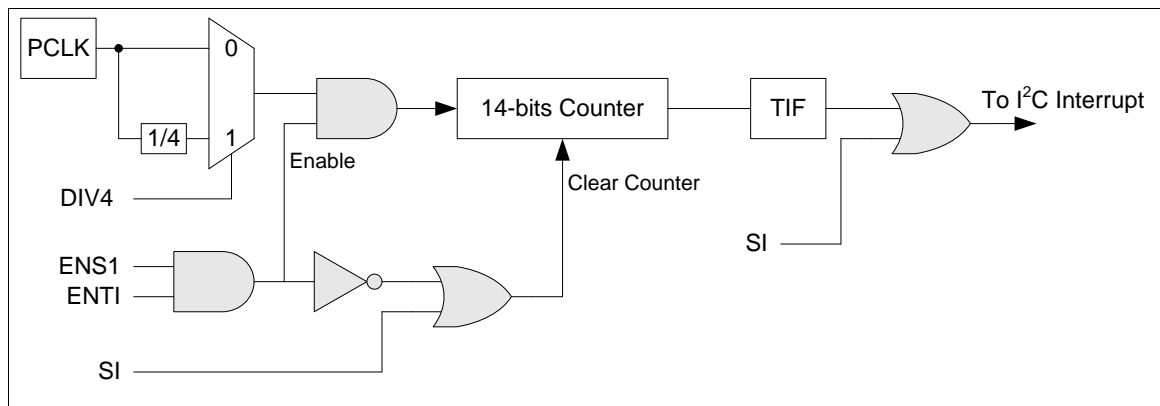 PCLK
0
1/4
1
DIV4
Enable
14-bits Counter
TIF
To I²C Interrupt
Clear Counter
SI
ENS1
ENTI
SI